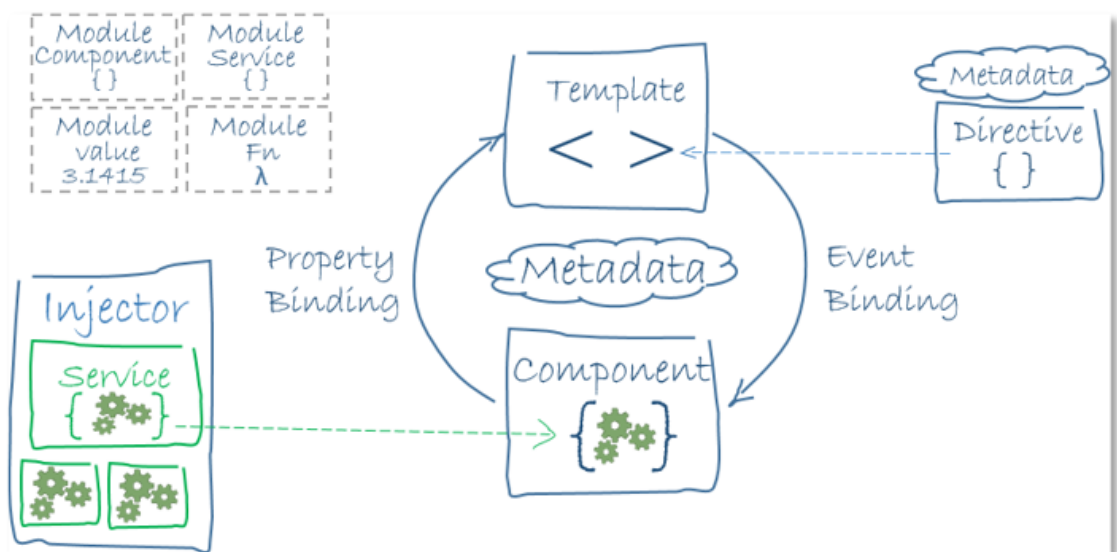 Module
Component
{ }
Module
Service
{ }
Module
value
3.1415
Module
Fn
λ
Template
< >
Metadata
Directive
{ }
Property
Binding
Metadata
Event
Binding
Injector
Service
{ }
Component
{ }